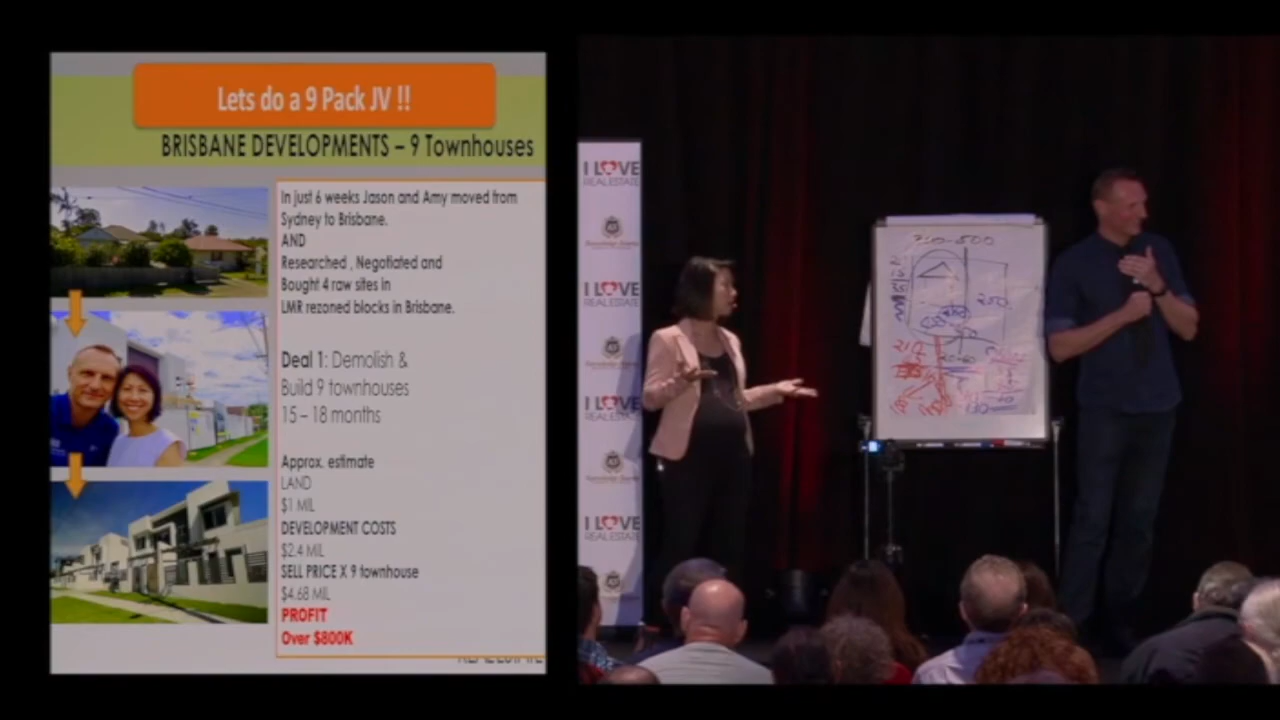 Lets do a 9 Pack JV !!
BRISBANE DEVELOPMENTS – 9 Townhouses
In just 6 weeks Jason and Amy moved from
Sydney to Brisbane.
AND
Researched , Negotiated and
Bought 4 raw sites in
LMR rezoned blocks in Brisbane.
Deal 1: Demolish &
Build 9 townhouses
15 – 18 months
Approx. estimate
LAND
$1 MIL
DEVELOPMENT COSTS
$2.4 MIL
SELL PRICE X 9 townhouse
$4.68 MIL
PROFIT
Over $800K
I LOVE
REAL ESTATE
I LOVE
REAL ESTATE
I LOVE
REAL ESTATE
I LOVE
REAL ESTATE
250